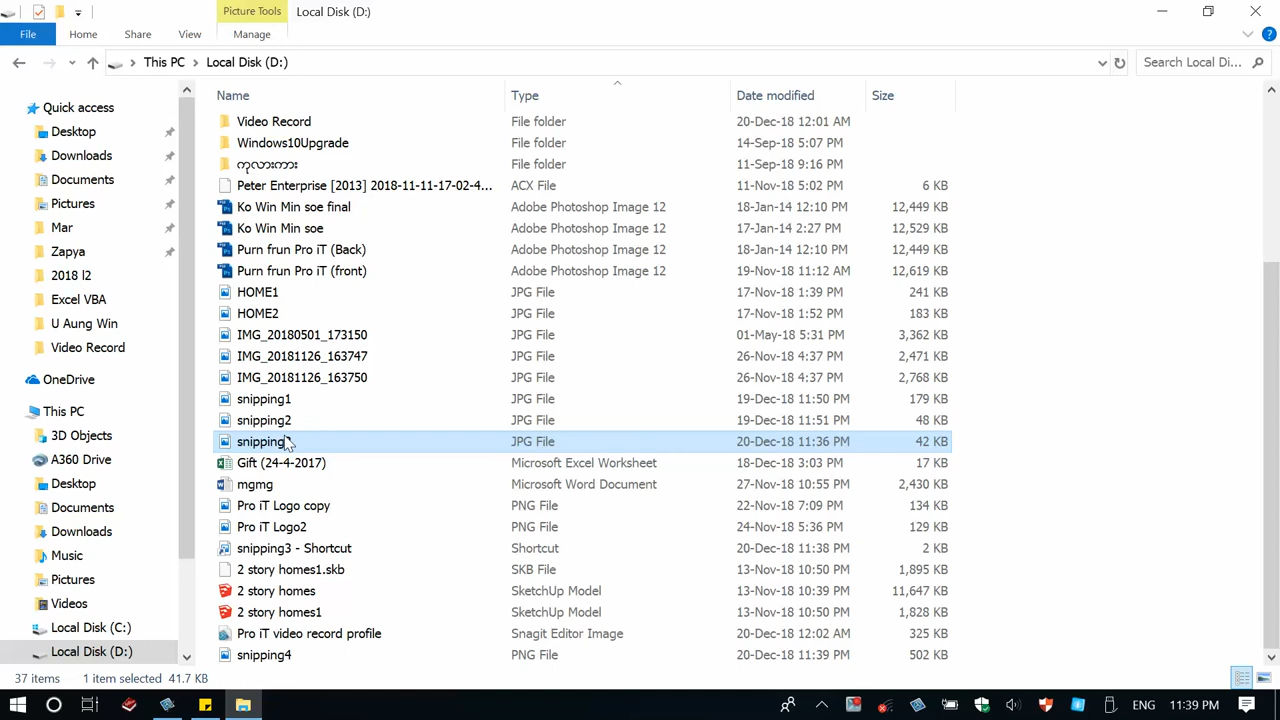 Picture Tools Local Disk (D:)
File Home Share View Manage
This PC Local Disk (D:) Search Local Di...
Name Type Date modified Size
Quick access
Desktop
Downloads
Documents
Pictures
Mar
Zapya
2018 l2
Excel VBA
U Aung Win
Video Record
OneDrive
This PC
3D Objects
A360 Drive
Desktop
Documents
Downloads
Music
Pictures
Videos
Local Disk (C:)
Local Disk (D:)
Video Record File folder 20-Dec-18 12:01 AM
Windows10Upgrade File folder 14-Sep-18 5:07 PM
ကုလားကား File folder 11-Sep-18 9:16 PM
Peter Enterprise [2013] 2018-11-11-17-02-4... ACX File 11-Nov-18 5:02 PM 6 KB
Ko Win Min soe final Adobe Photoshop Image 12 18-Jan-14 12:10 PM 12,449 KB
Ko Win Min soe Adobe Photoshop Image 12 17-Jan-14 2:27 PM 12,529 KB
Purn frun Pro iT (Back) Adobe Photoshop Image 12 18-Jan-14 12:10 PM 12,449 KB
Purn frun Pro iT (front) Adobe Photoshop Image 12 19-Nov-18 11:12 AM 12,619 KB
HOME1 JPG File 17-Nov-18 1:39 PM 241 KB
HOME2 JPG File 17-Nov-18 1:52 PM 183 KB
IMG_20180501_173150 JPG File 01-May-18 5:31 PM 3,362 KB
IMG_20181126_163747 JPG File 26-Nov-18 4:37 PM 2,471 KB
IMG_20181126_163750 JPG File 26-Nov-18 4:37 PM 2,768 KB
snipping1 JPG File 19-Dec-18 11:50 PM 179 KB
snipping2 JPG File 19-Dec-18 11:51 PM 48 KB
snipping JPG File 20-Dec-18 11:36 PM 42 KB
Gift (24-4-2017) Microsoft Excel Worksheet 18-Dec-18 3:03 PM 17 KB
mgmg Microsoft Word Document 27-Nov-18 10:55 PM 2,430 KB
Pro iT Logo copy PNG File 22-Nov-18 7:09 PM 134 KB
Pro iT Logo2 PNG File 24-Nov-18 5:36 PM 129 KB
snipping3 - Shortcut Shortcut 20-Dec-18 11:38 PM 2 KB
2 story homes1.skb SKB File 13-Nov-18 10:50 PM 1,895 KB
2 story homes SketchUp Model 13-Nov-18 10:39 PM 11,647 KB
2 story homes1 SketchUp Model 13-Nov-18 10:50 PM 1,828 KB
Pro iT video record profile Snagit Editor Image 20-Dec-18 12:02 AM 325 KB
snipping4 PNG File 20-Dec-18 11:39 PM 502 KB
37 items 1 item selected 41.7 KB
ENG 11:39 PM